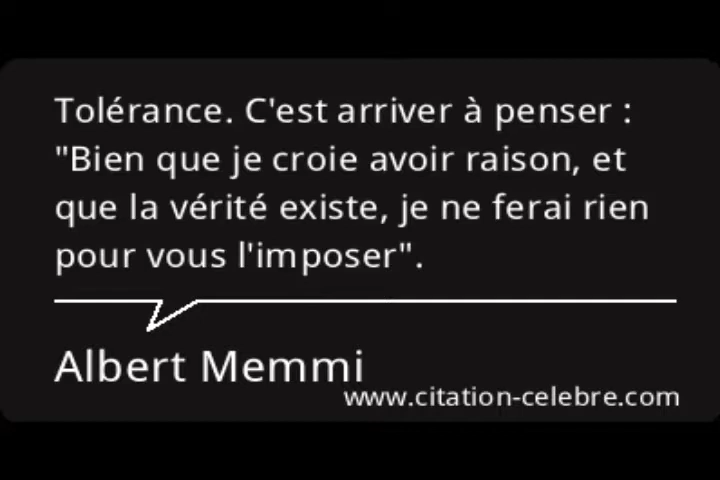 Tolérance. C'est arriver à penser :
"Bien que je croie avoir raison, et
que la vérité existe, je ne ferai rien
pour vous l'imposer".
Albert Memmi
www.citation-celebre.com